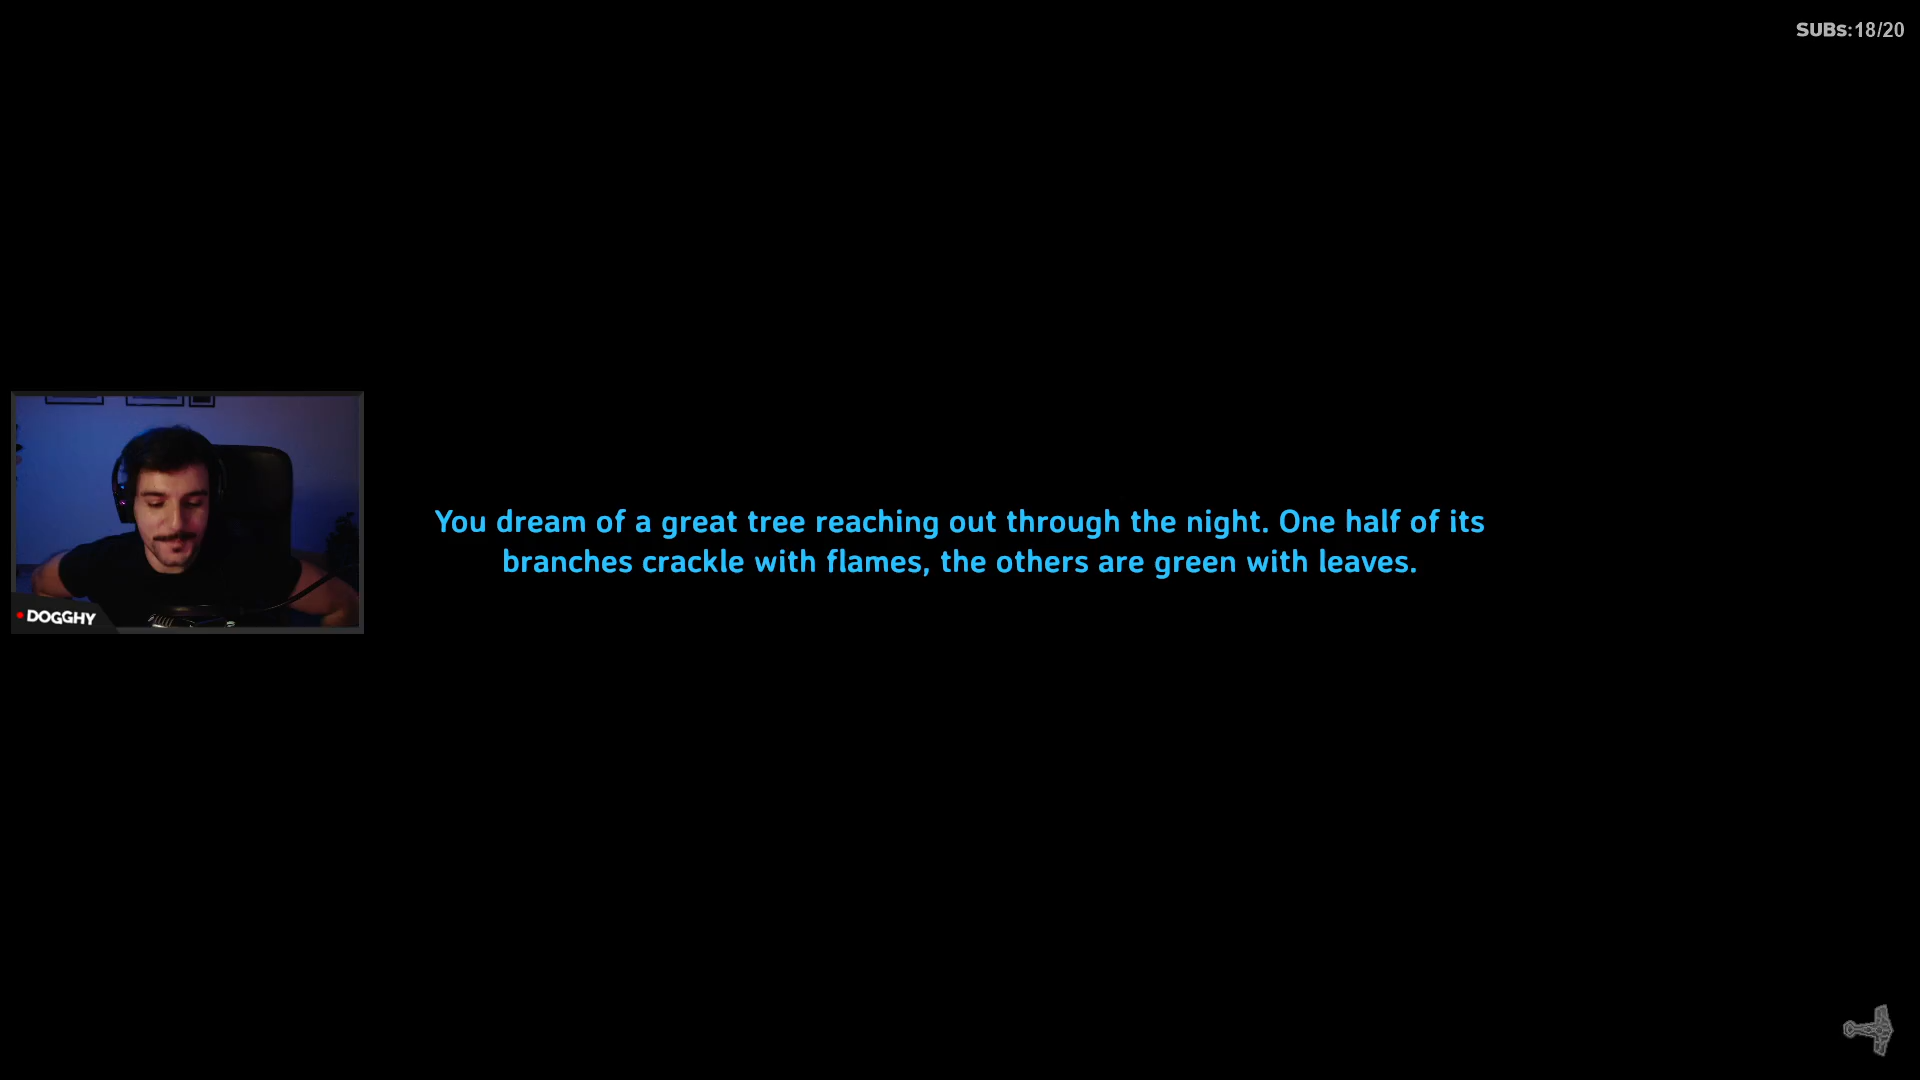 SUBs:18/20
You dream of a great tree reaching out through the night. One half of its
branches crackle with flames, the others are green with leaves.
DOGGHY